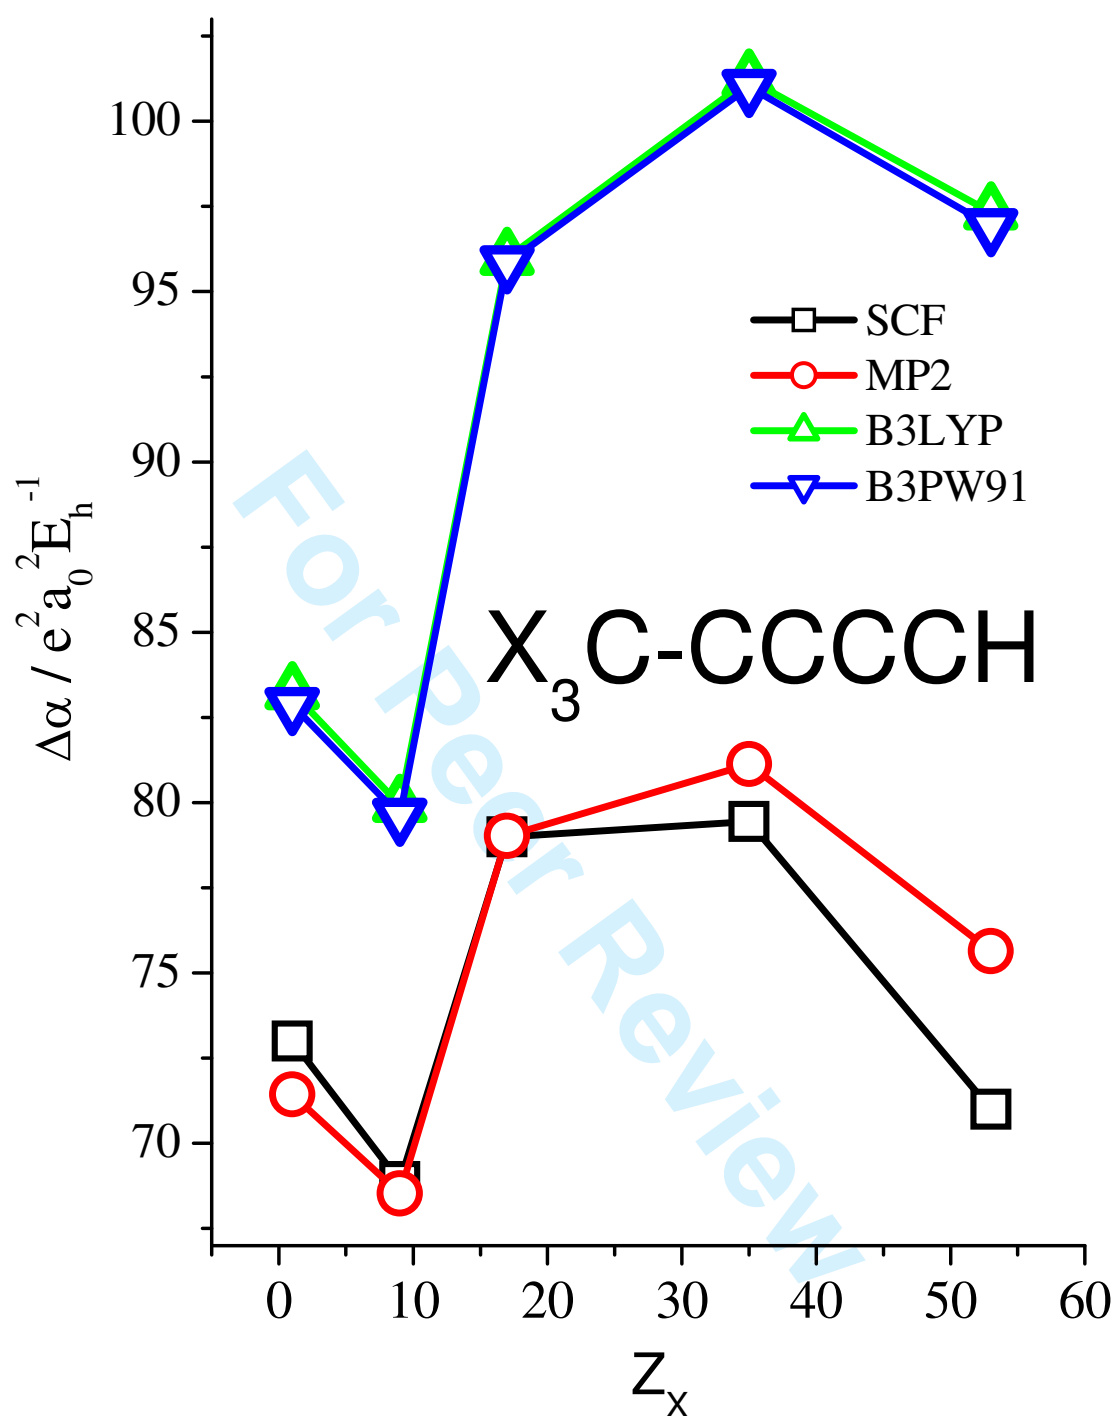 100
95
90
85
80
75
70
Δα / e²a₀²Eₕ⁻¹
SCF
MP2
B3LYP
B3PW91
X₃C-CCCCH
For Peer Review
0 10 20 30 40 50 60
Zₓ